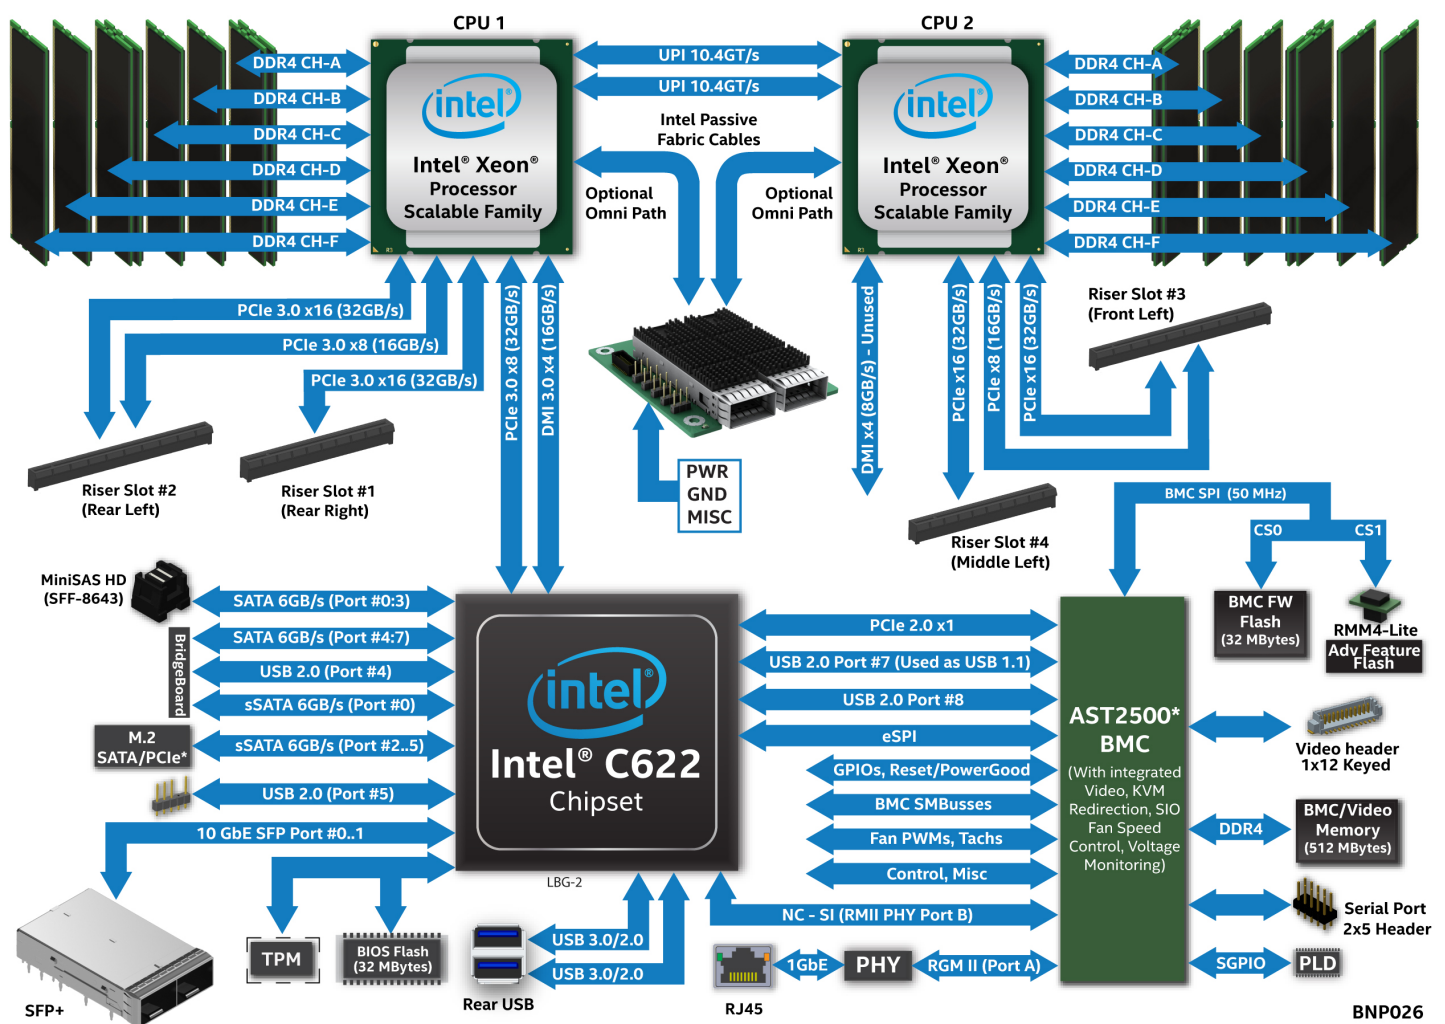 CPU 1
CPU 2
DDR4 CH-A
DDR4 CH-B
DDR4 CH-C
DDR4 CH-D
DDR4 CH-E
DDR4 CH-F
intel®
Intel® Xeon®
Processor
Scalable Family
R3
UPI 10.4GT/s
UPI 10.4GT/s
Intel Passive
Fabric Cables
Optional
Omni Path
Optional
Omni Path
intel®
Intel® Xeon®
Processor
Scalable Family
R3
DDR4 CH-A
DDR4 CH-B
DDR4 CH-C
DDR4 CH-D
DDR4 CH-E
DDR4 CH-F
PCIe 3.0 x16 (32GB/s)
PCIe 3.0 x8 (16GB/s)
PCIe 3.0 x16 (32GB/s)
PCIe 3.0 x8 (32GB/s)
DMI 3.0 x4 (16GB/s)
Riser Slot #2
(Rear Left)
Riser Slot #1
(Rear Right)
PWR
GND
MISC
DMI x4 (8GB/s) - Unused
PCIe x16 (32GB/s)
PCIe x8 (16GB/s)
PCIe x16 (32GB/s)
Riser Slot #3
(Front Left)
Riser Slot #4
(Middle Left)
BMC SPI (50 MHz)
CS0
CS1
BMC FW
Flash
(32 MBytes)
RMM4-Lite
Adv Feature
Flash
MiniSAS HD
(SFF-8643)
BridgeBoard
M.2
SATA/PCIe*
SATA 6GB/s (Port #0:3)
SATA 6GB/s (Port #4:7)
USB 2.0 (Port #4)
sSATA 6GB/s (Port #0)
sSATA 6GB/s (Port #2..5)
USB 2.0 (Port #5)
10 GbE SFP Port #0..1
intel®
Intel® C622
Chipset
LBG-2
PCIe 2.0 x1
USB 2.0 Port #7 (Used as USB 1.1)
USB 2.0 Port #8
eSPI
GPIOs, Reset/PowerGood
BMC SMBusses
Fan PWMs, Tachs
Control, Misc
NC - SI (RMII PHY Port B)
AST2500*
BMC
(With integrated
Video, KVM
Redirection, SIO
Fan Speed
Control, Voltage
Monitoring)
Video header
1x12 Keyed
DDR4
BMC/Video
Memory
(512 MBytes)
Serial Port
2x5 Header
SGPIO
PLD
SFP+
TPM
BIOS Flash
(32 MBytes)
USB 3.0/2.0
USB 3.0/2.0
Rear USB
RJ45
1GbE
PHY
RGM II (Port A)
BNP026